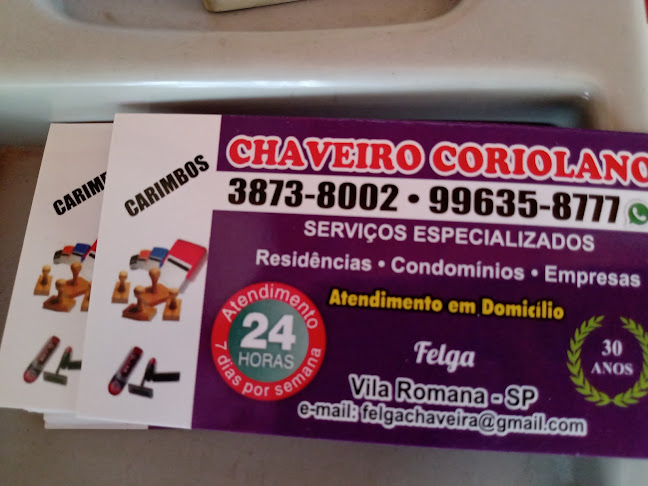 CHAVEIRO CORIOLANO
3873-8002 • 99635-8777
SERVIÇOS ESPECIALIZADOS
Residências • Condomínios • Empresas
Atendimento em Domicílio
Atendimento
24
HORAS
7 dias por semana
Felga
30
ANOS
Vila Romana - SP
e-mail: felgachaveira@gmail.com
CARIMBOS